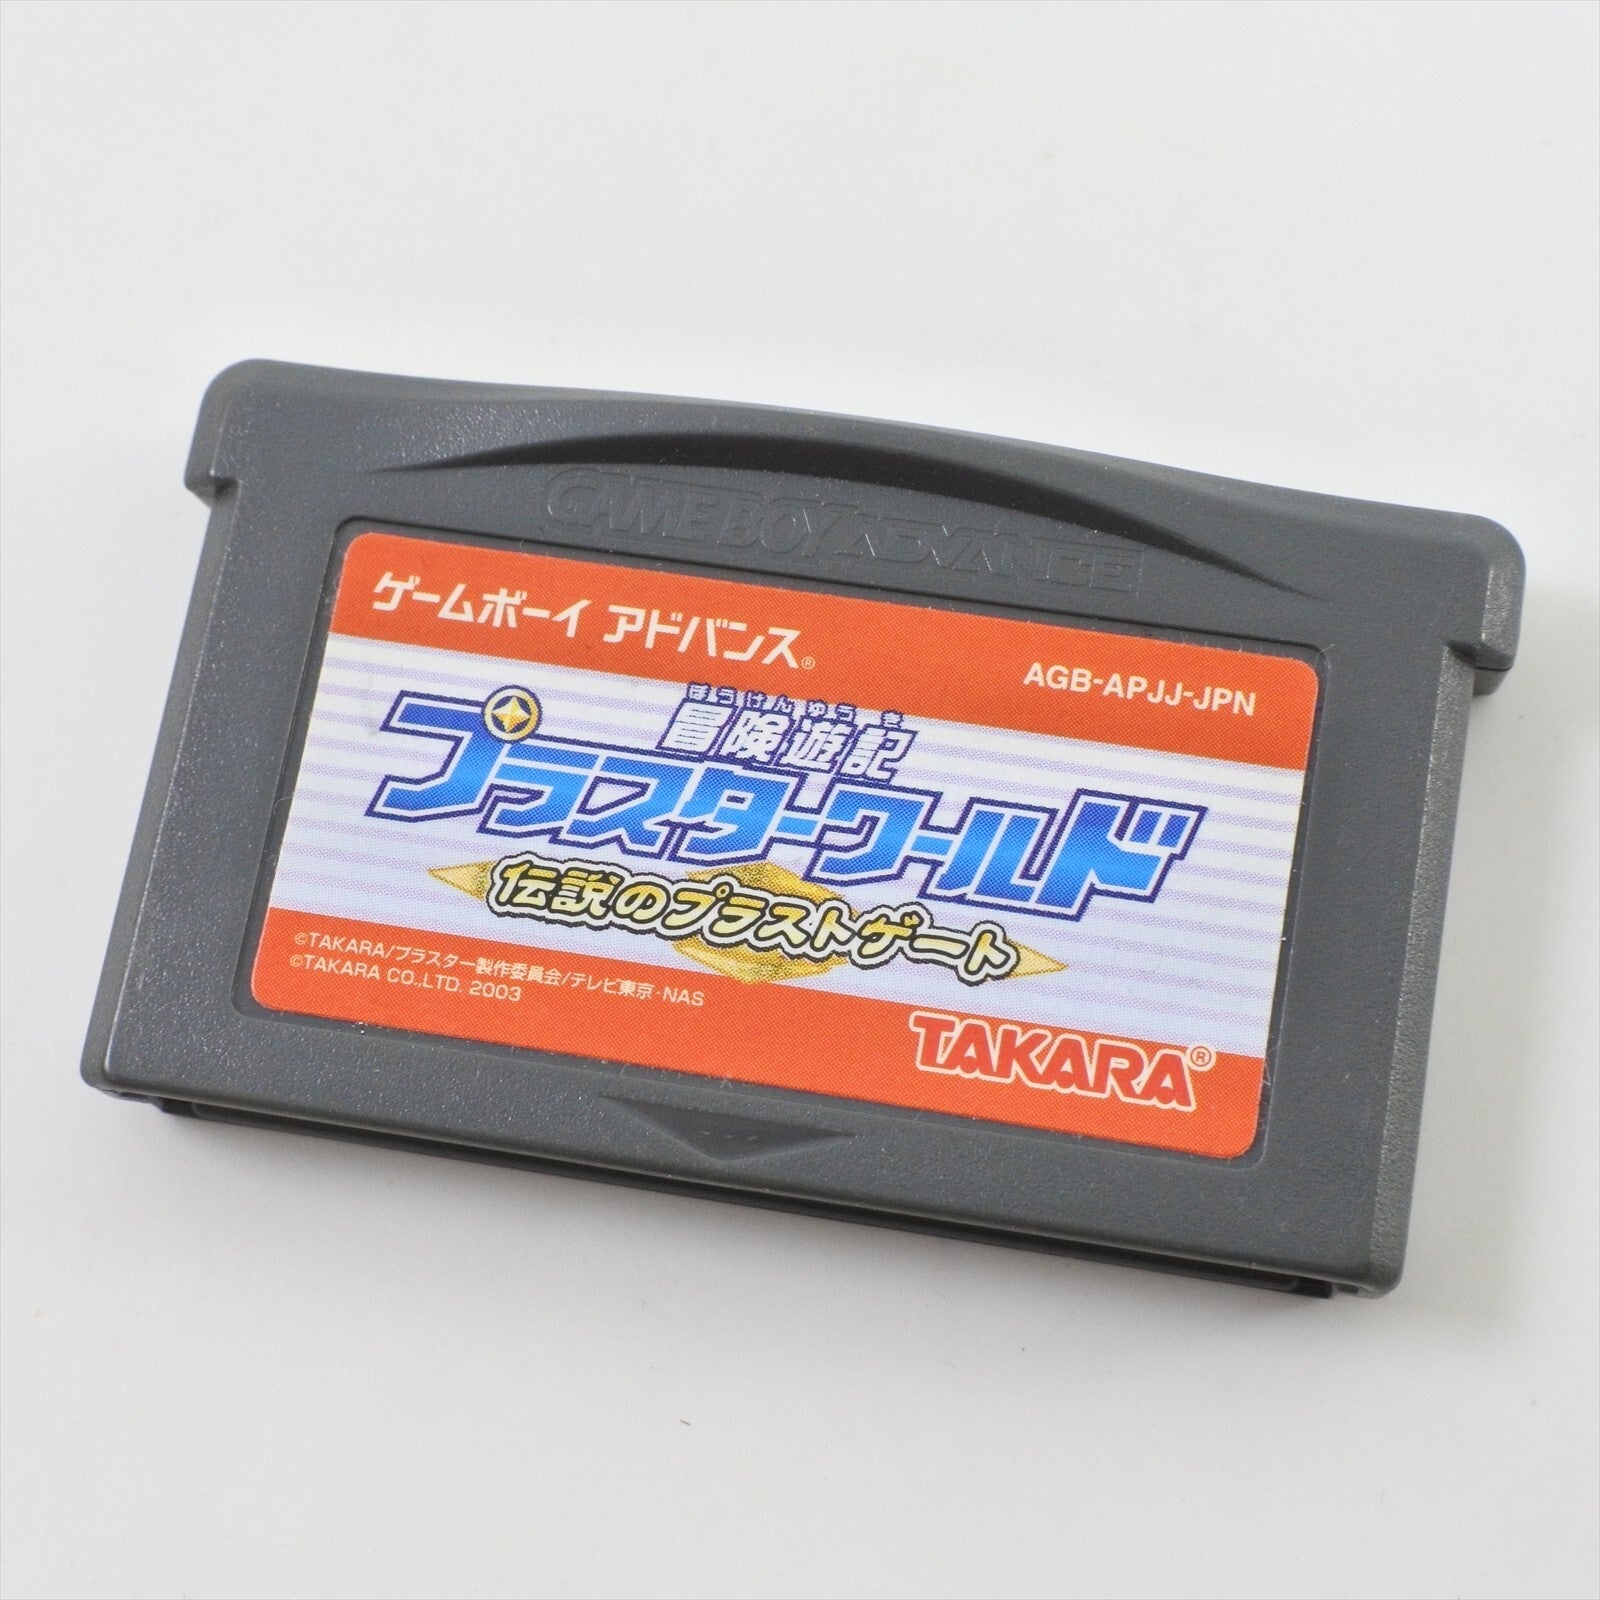 GAME BOY ADVANCE
ゲームボーイ アドバンス®
AGB-APJJ-JPN
ぼうけんゆうき
冒険遊記
プラスターワールド
伝説のプラストゲート
©TAKARA/プラスター製作委員会/テレビ東京・NAS
©TAKARA CO.,LTD. 2003
TAKARA®